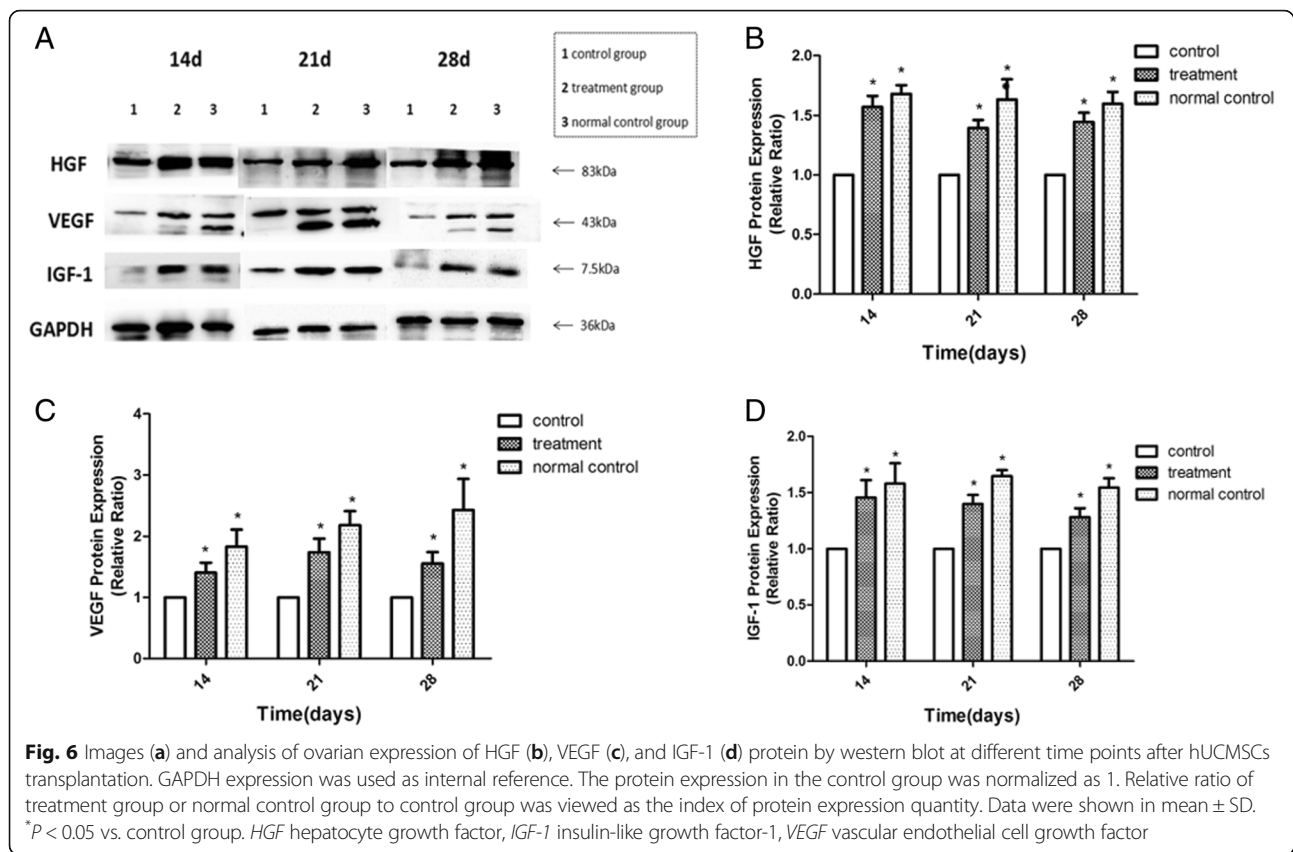 A
14d 21d 28d
1 2 3 1 2 3 1 2 3
1 control group
2 treatment group
3 normal control group
HGF
← 83kDa
VEGF
← 43kDa
IGF-1
← 7.5kDa
GAPDH
← 36kDa
B
HGF Protein Expression
(Relative Ratio)
2.0
1.5
1.0
0.5
0.0
* * * * * *
14 21 28
Time(days)
control
treatment
normal control
C
VEGF Protein Expression
(Relative Ratio)
4
3
2
1
0
* * * * * *
14 21 28
Time(days)
control
treatment
normal control
D
IGF-1 Protein Expression
(Relative Ratio)
2.0
1.5
1.0
0.5
0.0
* * * * * *
14 21 28
Time(days)
control
treatment
normal control
Fig. 6 Images (a) and analysis of ovarian expression of HGF (b), VEGF (c), and IGF-1 (d) protein by western blot at different time points after hUCMSCs
transplantation. GAPDH expression was used as internal reference. The protein expression in the control group was normalized as 1. Relative ratio of
treatment group or normal control group to control group was viewed as the index of protein expression quantity. Data were shown in mean ± SD.
*P < 0.05 vs. control group. HGF hepatocyte growth factor, IGF-1 insulin-like growth factor-1, VEGF vascular endothelial cell growth factor